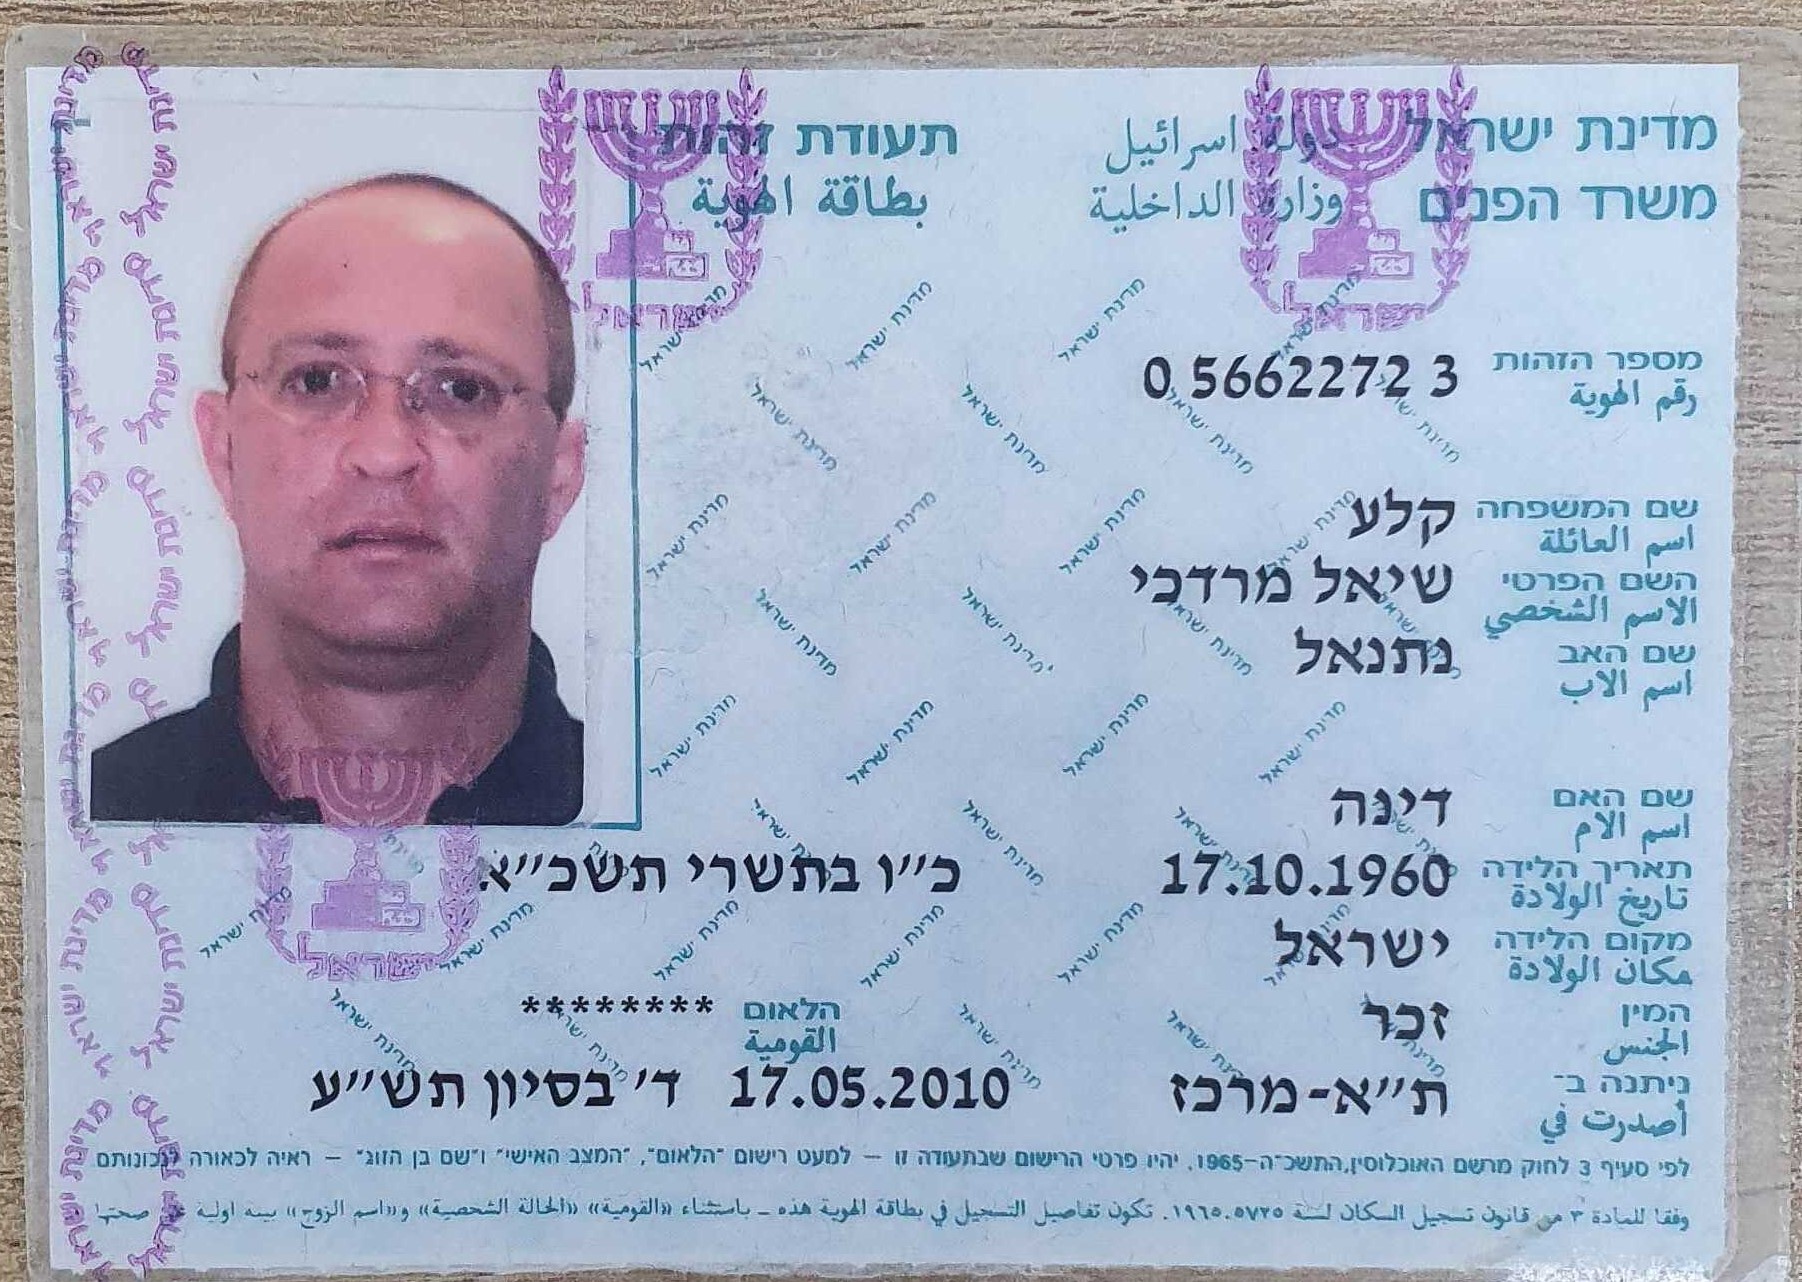 מדינת ישראל دولة اسرائيل תעודת זהות
משרד הפנים وزارة الداخلية بطاقة الهوية
מספר הזהות 0 5662272 3
رقم الهوية
שם המשפחה קלע
اسم العائلة
השם הפרטי שיאל מרדכי
الاسم الشخصي
שם האב נתנאל
اسم الاب
שם האם דינה
اسم الام
תאריך הלידה 17.10.1960 כ״ו בתשרי תשכ״א
تاريخ الولادة
מקום הלידה ישראל
مكان الولادة
המין זכר הלאום ********
الجنس القومية
ניתנה ב- ת״א-מרכז 17.05.2010 ד׳ בסיון תש״ע
أصدرت في
לפי סעיף 3 לחוק מרשם האוכלוסין,התשכ״ה-1965. יהיו פרטי הרישום שבתעודה זו – למעט רישום "הלאום", "המצב האישי" ו"שם בן הזוג" – ראיה לכאורה לנכונותם
وفقا للمادة ٣ من قانون تسجيل السكان لسنة ٥٧٢٥،١٩٦٥. تكون تفاصيل التسجيل في بطاقة الهوية هذه ـ باستثناء «القومية» «الحالة الشخصية» و«اسم الزوج» بينه اولية على صحتها